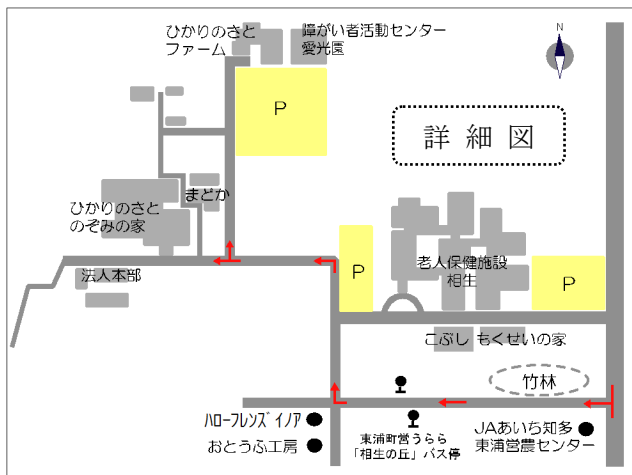 ひかりのさと
ファーム
障がい者活動センター
愛光園
N
P
詳細図
まどか
ひかりのさと
のぞみの家
法人本部
P
老人保健施設
相生
P
こぶし もくせいの家
竹林
ハローフレンズイノア
おとうふ工房
東浦町営うらら
「相生の丘」バス停
JAあいち知多
東浦営農センター